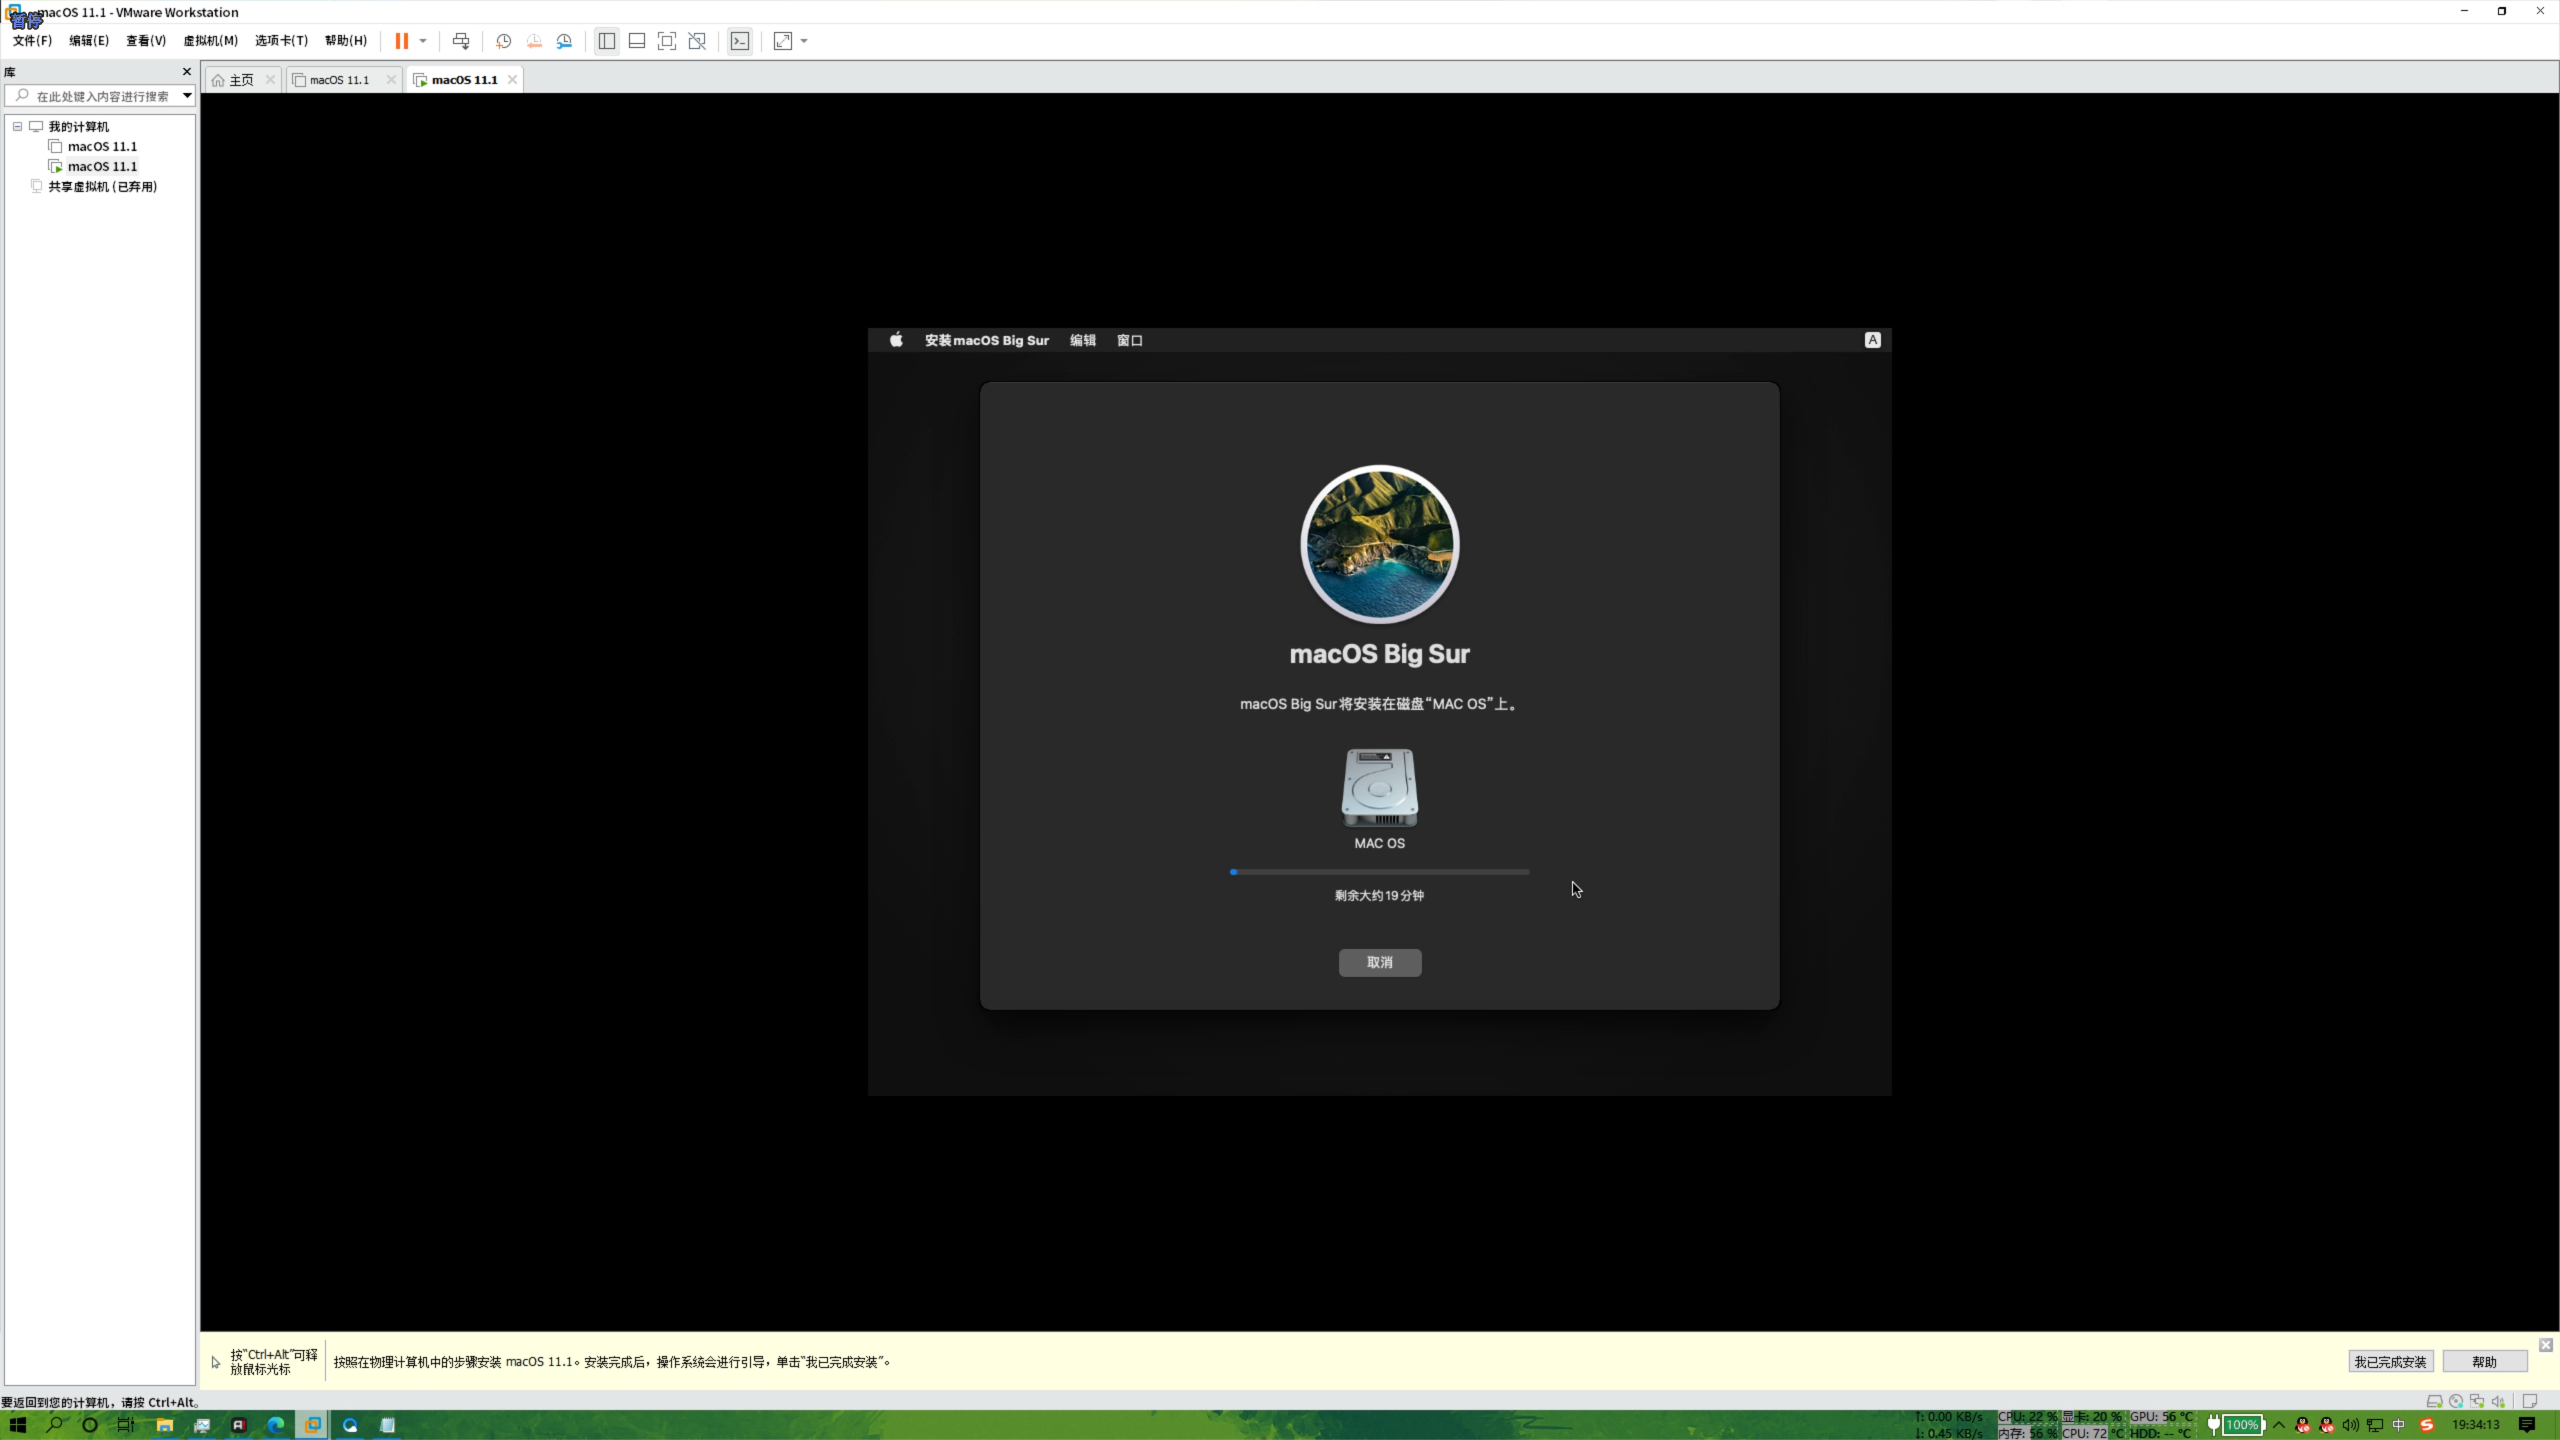 macOS 11.1 - VMware Workstation
暂停
文件(F) 编辑(E) 查看(V) 虚拟机(M) 选项卡(T) 帮助(H)
库
主页
macOS 11.1
macOS 11.1
在此处键入内容进行搜索
我的计算机
macOS 11.1
macOS 11.1
共享虚拟机 (已弃用)
安装macOS Big Sur 编辑 窗口
A
macOS Big Sur
macOS Big Sur将安装在磁盘“MAC OS”上。
MAC OS
剩余大约19分钟
取消
按"Ctrl+Alt"可释
放鼠标光标
按照在物理计算机中的步骤安装 macOS 11.1。安装完成后，操作系统会进行引导，单击“我已完成安装”。
我已完成安装
帮助
要返回到您的计算机，请按 Ctrl+Alt。
↑: 0.00 KB/s CPU: 22 % 显卡: 20 % GPU: 56 °C
↓: 0.45 KB/s 内存: 56 % CPU: 72 °C HDD: -- °C
100%
中
19:34:13